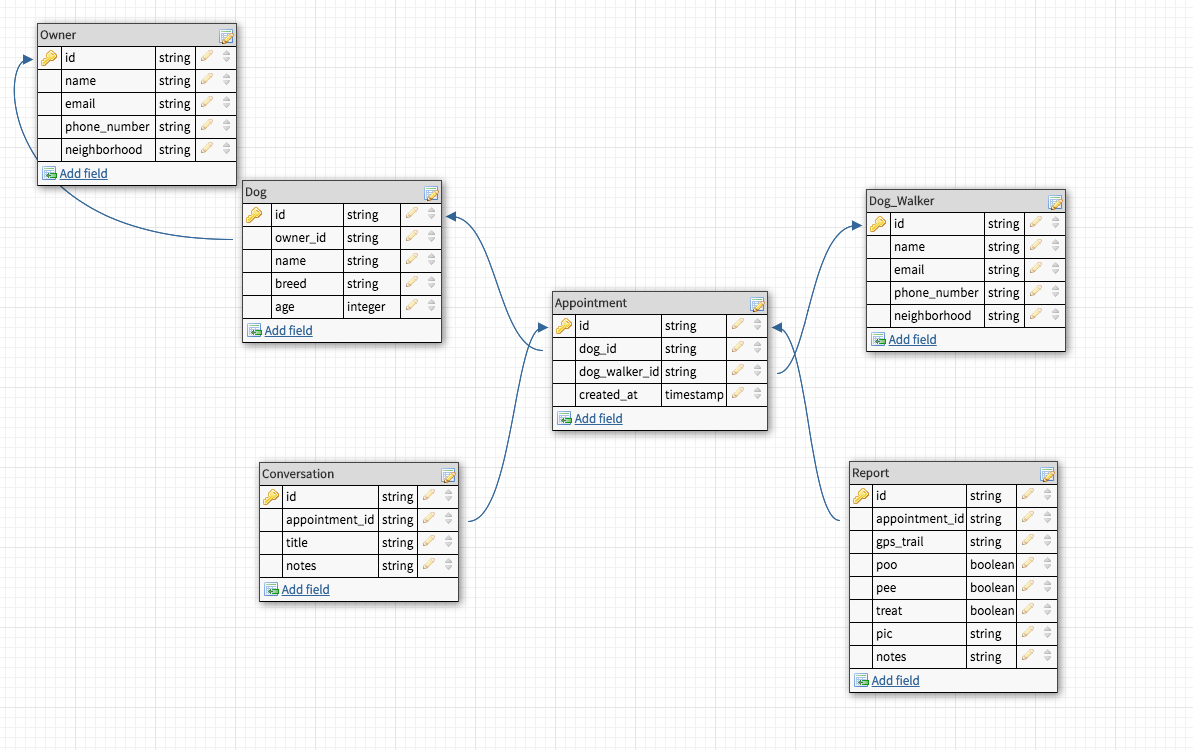 Owner
id string
name string
email string
phone_number string
neighborhood string
Add field
Dog
id string
owner_id string
name string
breed string
age integer
Add field
Dog_Walker
id string
name string
email string
phone_number string
neighborhood string
Add field
Appointment
id string
dog_id string
dog_walker_id string
created_at timestamp
Add field
Conversation
id string
appointment_id string
title string
notes string
Add field
Report
id string
appointment_id string
gps_trail string
poo boolean
pee boolean
treat boolean
pic string
notes string
Add field